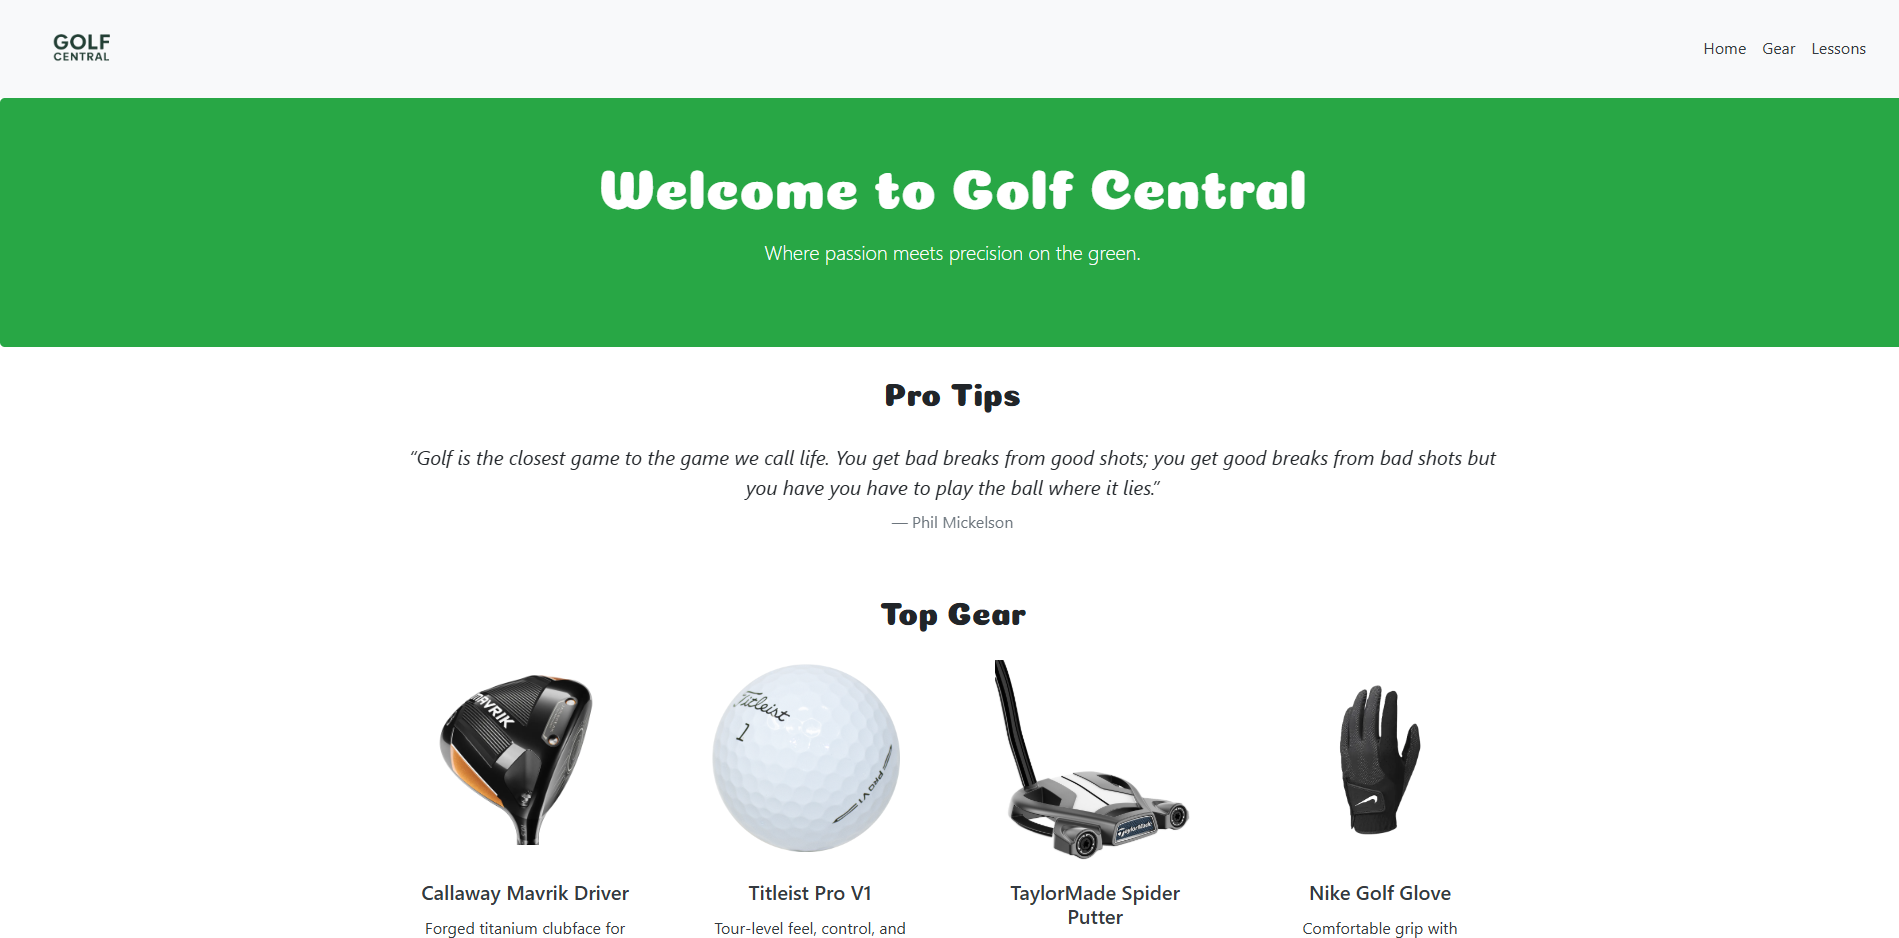 GOLF
CENTRAL
Home Gear Lessons
Welcome to Golf Central
Where passion meets precision on the green.
Pro Tips
“Golf is the closest game to the game we call life. You get bad breaks from good shots; you get good breaks from bad shots but
you have you have to play the ball where it lies.”
— Phil Mickelson
Top Gear
MAVRIK
Titleist
1
PRO V1
TaylorMade
Callaway Mavrik Driver
Titleist Pro V1
TaylorMade Spider
Putter
Nike Golf Glove
Forged titanium clubface for
Tour-level feel, control, and
Comfortable grip with